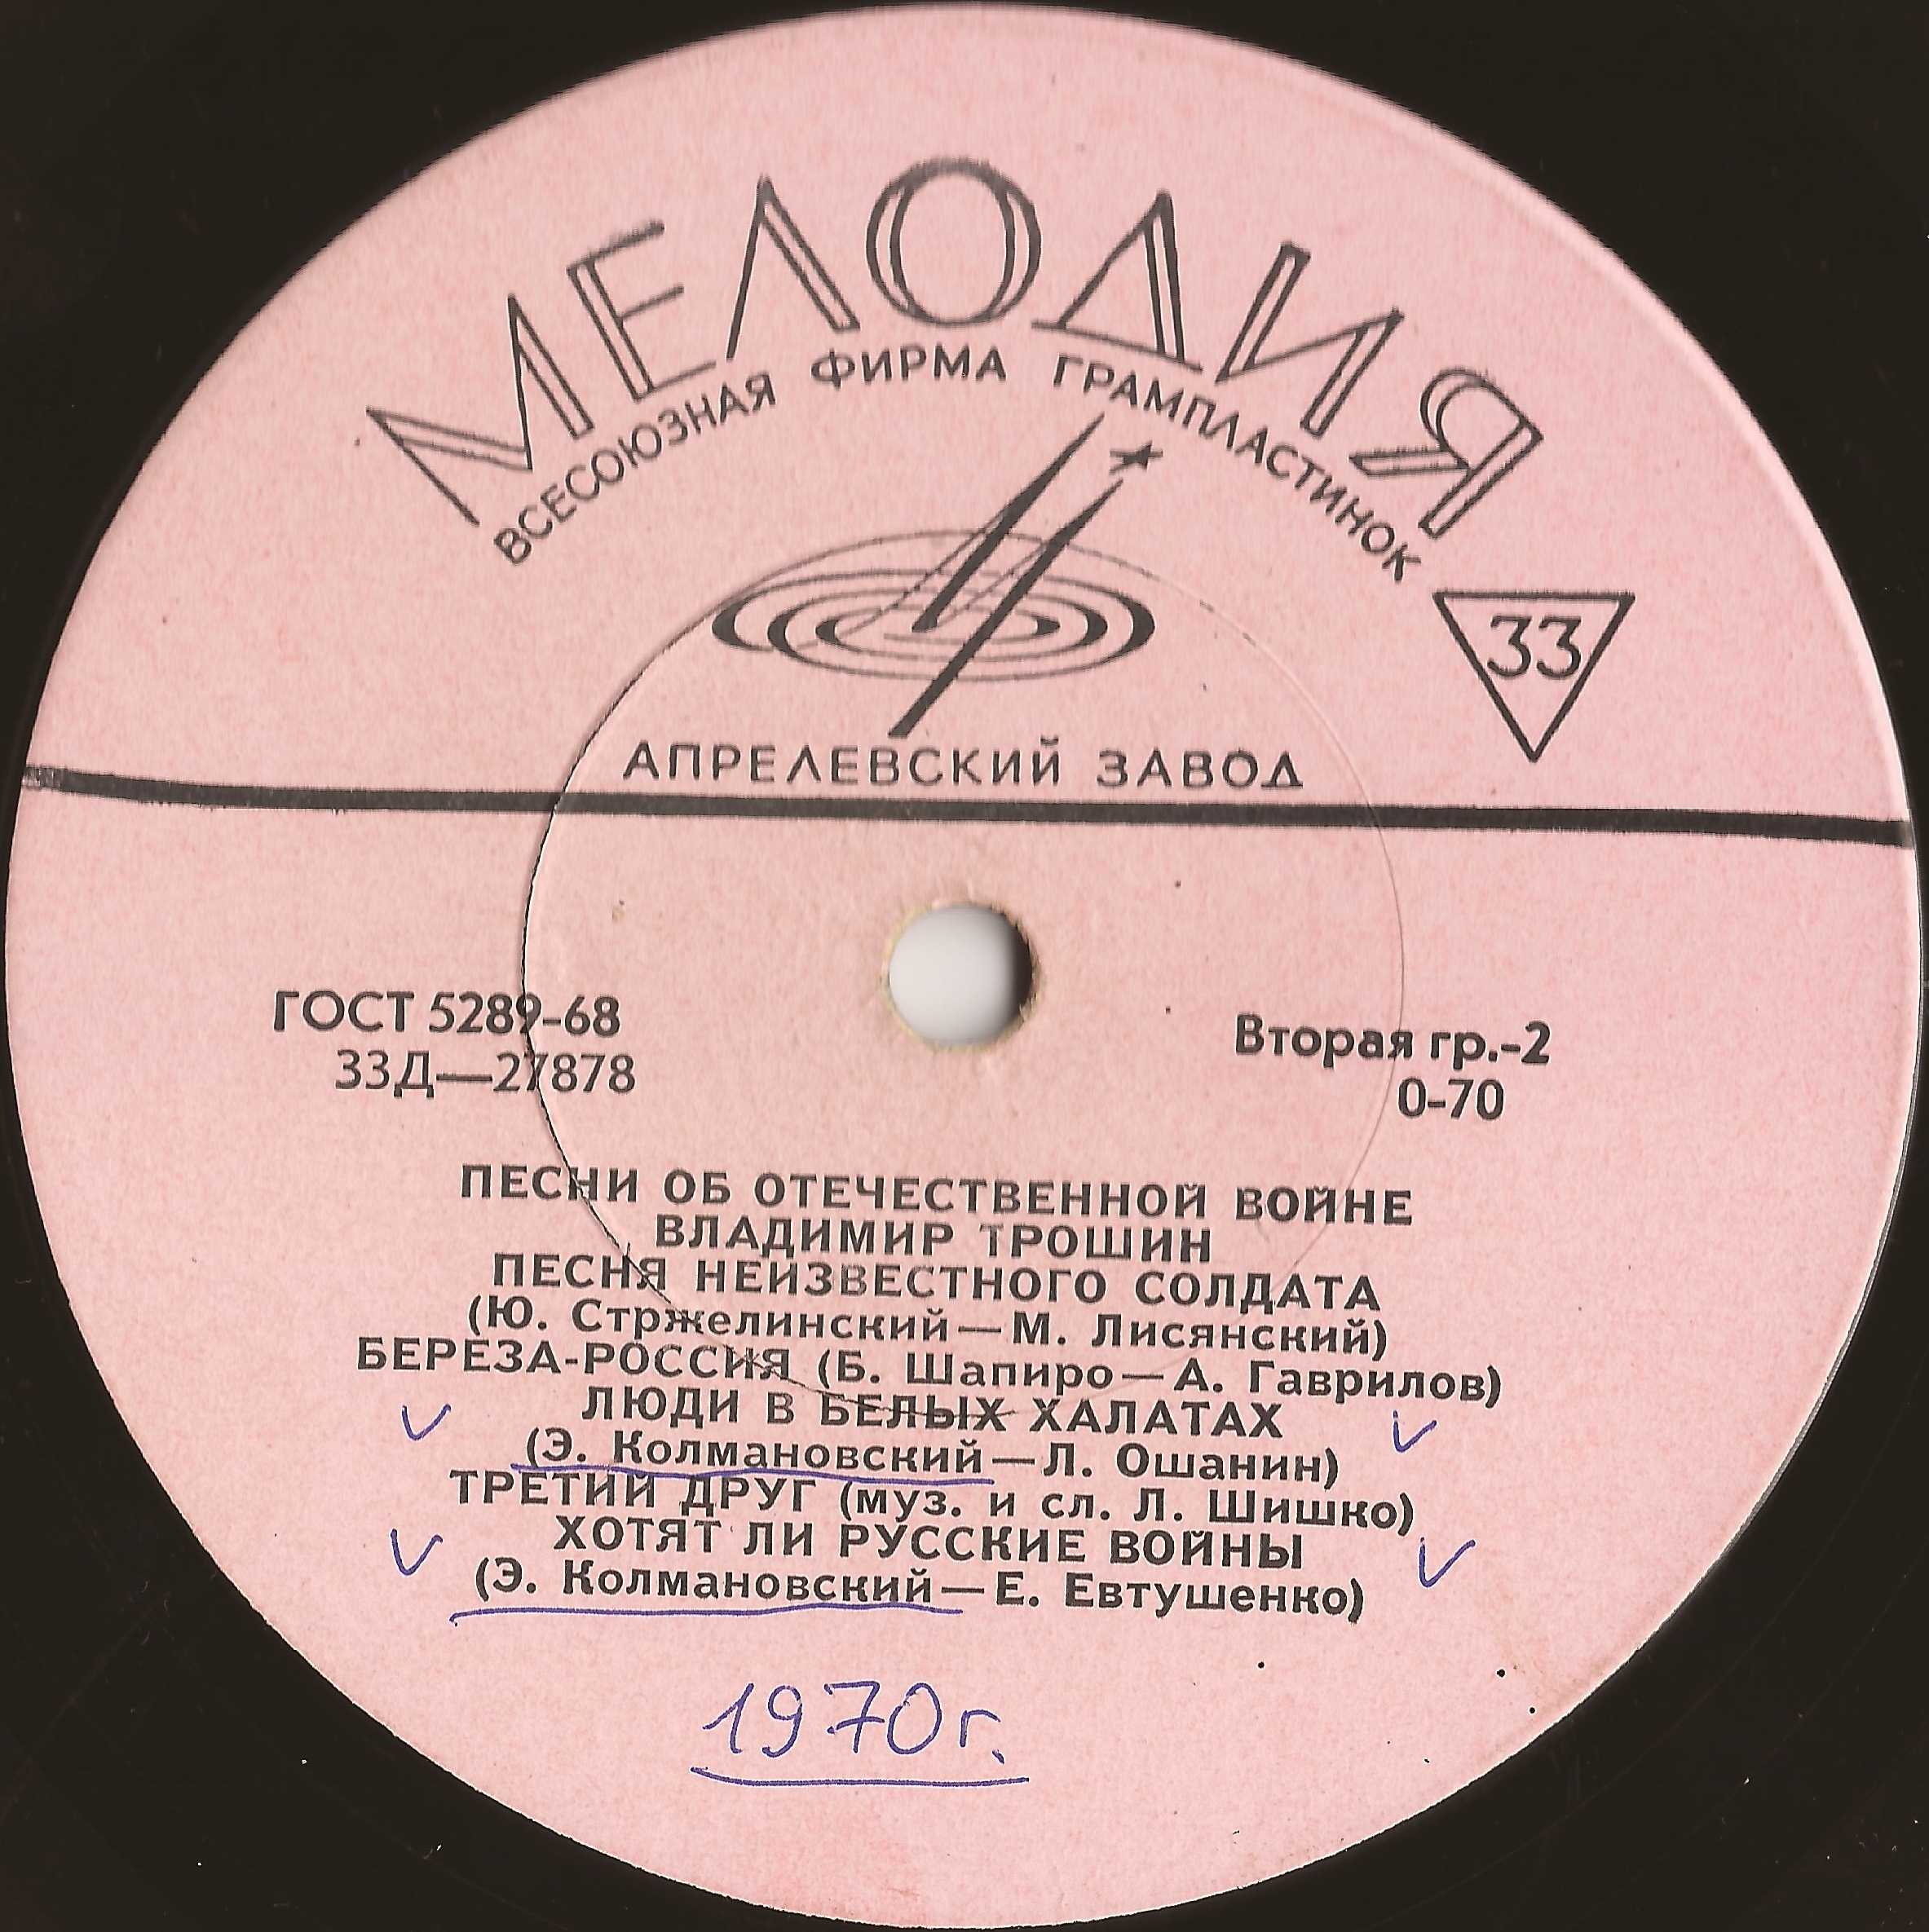 МЕЛОДИЯ
ВСЕСОЮЗНАЯ ФИРМА ГРАМПЛАСТИНОК
33
АПРЕЛЕВСКИЙ ЗАВОД
ГОСТ 5289-68
33Д—27878
Вторая гр.-2
0-70
ПЕСНИ ОБ ОТЕЧЕСТВЕННОЙ ВОЙНЕ
ВЛАДИМИР ТРОШИН
ПЕСНЯ НЕИЗВЕСТНОГО СОЛДАТА
(Ю. Стржелинский—М. Лисянский)
БЕРЕЗА-РОССИЯ (Б. Шапиро—А. Гаврилов)
ЛЮДИ В БЕЛЫХ ХАЛАТАХ
(Э. Колмановский—Л. Ошанин)
ТРЕТИЙ ДРУГ (муз. и сл. Л. Шишко)
ХОТЯТ ЛИ РУССКИЕ ВОЙНЫ
(Э. Колмановский—Е. Евтушенко)
1970г.